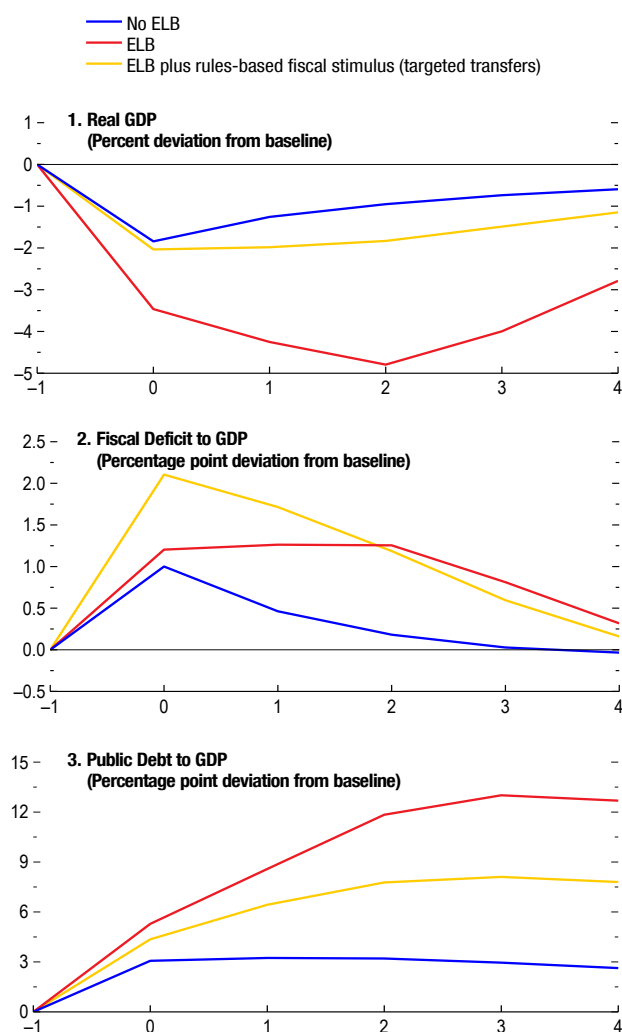 No ELB
ELB
ELB plus rules-based fiscal stimulus (targeted transfers)
1. Real GDP
(Percent deviation from baseline)
1
0
–1
–2
–3
–4
–5
–1 0 1 2 3 4
2. Fiscal Deficit to GDP
(Percentage point deviation from baseline)
2.5
2.0
1.5
1.0
0.5
0.0
–0.5
–1 0 1 2 3 4
3. Public Debt to GDP
(Percentage point deviation from baseline)
15
12
9
6
3
0
–1 0 1 2 3 4